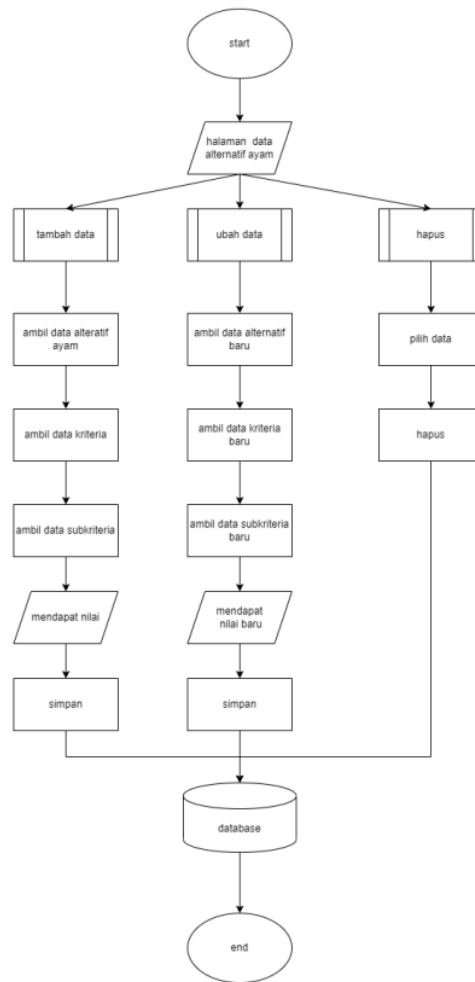 start
halaman data
alternatif ayam
tambah data
ubah data
hapus
ambil data alteratif
ayam
ambil data alternatif
baru
pilih data
ambil data kriteria
ambil data kriteria
baru
hapus
ambil data subkriteria
ambil data subkriteria
baru
mendapat nilai
mendapat
nilai baru
simpan
simpan
database
end